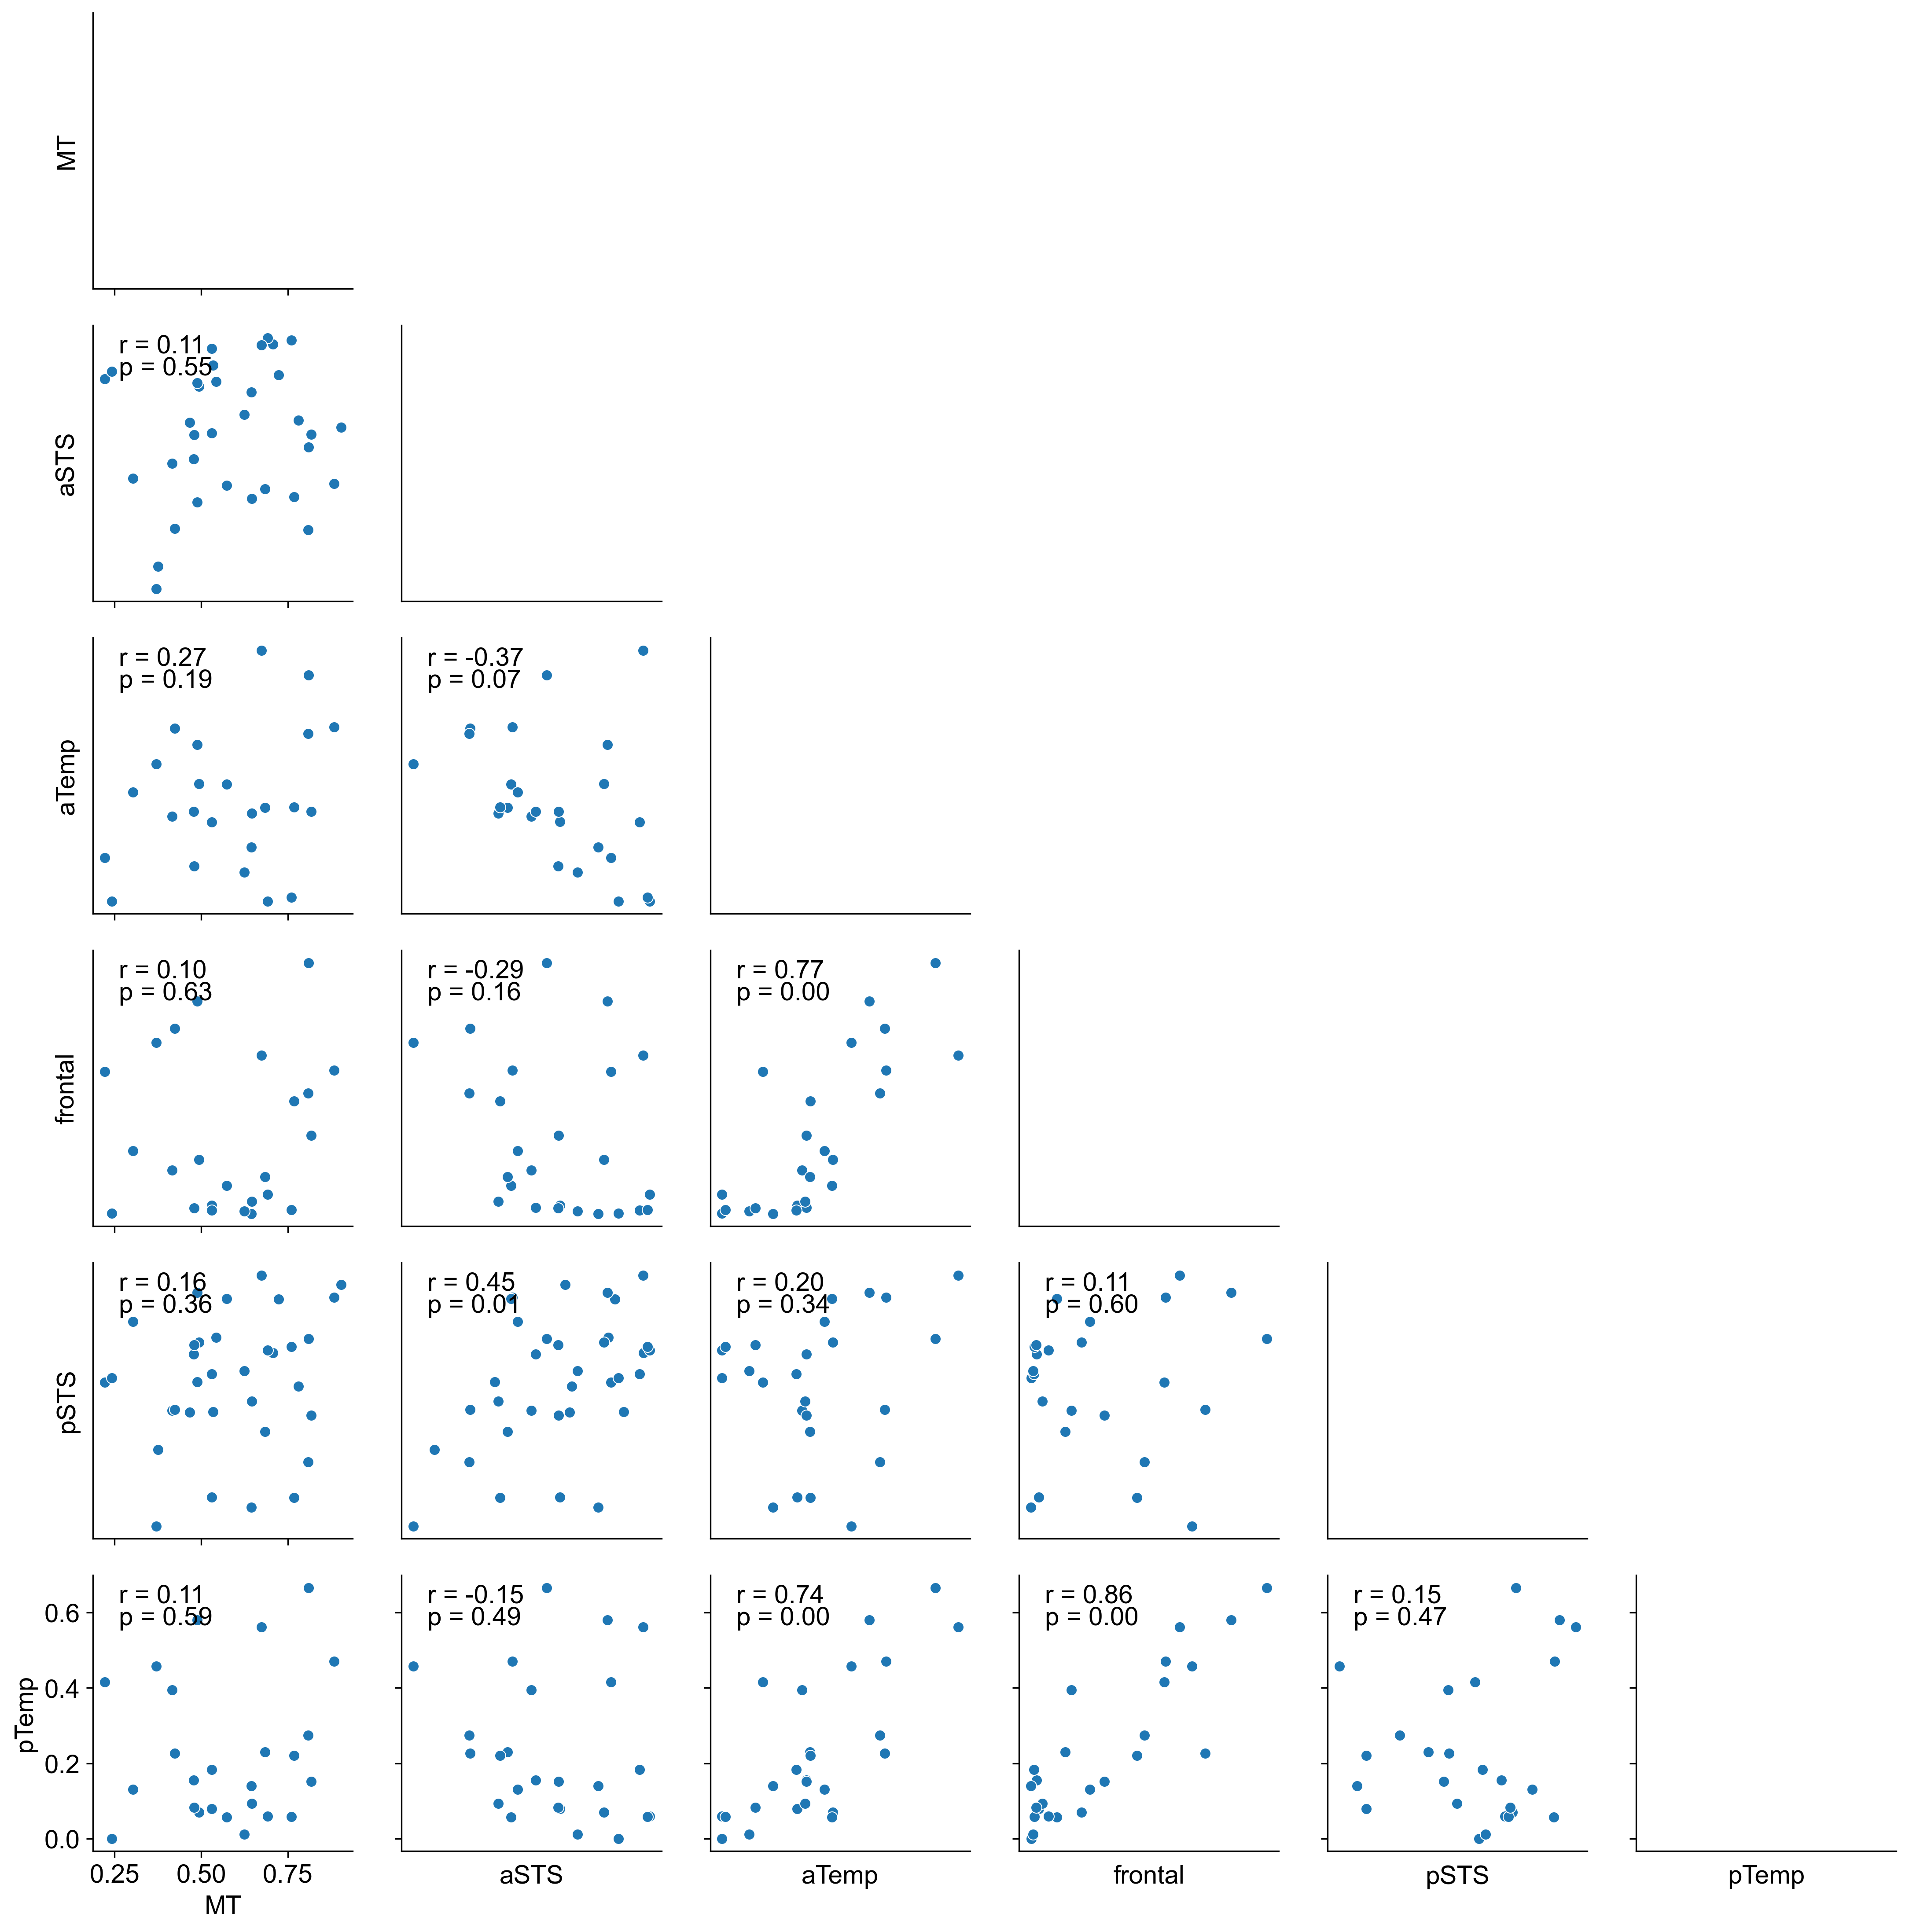 MT
r = 0.11
p = 0.55
aSTS
r = 0.27
p = 0.19
r = -0.37
p = 0.07
aTemp
r = 0.10
p = 0.63
r = -0.29
p = 0.16
r = 0.77
p = 0.00
frontal
r = 0.16
p = 0.36
r = 0.45
p = 0.01
r = 0.20
p = 0.34
r = 0.11
p = 0.60
pSTS
r = 0.11
p = 0.59
r = -0.15
p = 0.49
r = 0.74
p = 0.00
r = 0.86
p = 0.00
r = 0.15
p = 0.47
pTemp
0.6
0.4
0.2
0.0
0.25 0.50 0.75
MT
aSTS
aTemp
frontal
pSTS
pTemp